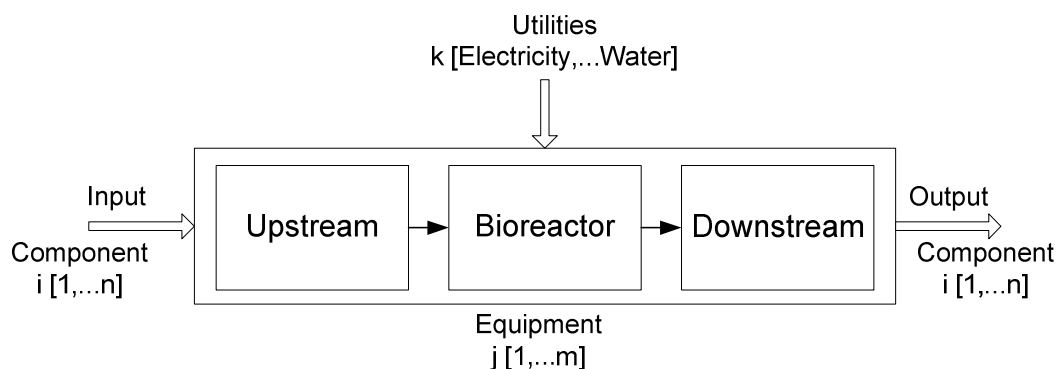 Utilities
k [Electricity,...Water]
Input
Component
i [1,...n]
Upstream
Bioreactor
Downstream
Output
Component
i [1,...n]
Equipment
j [1,...m]